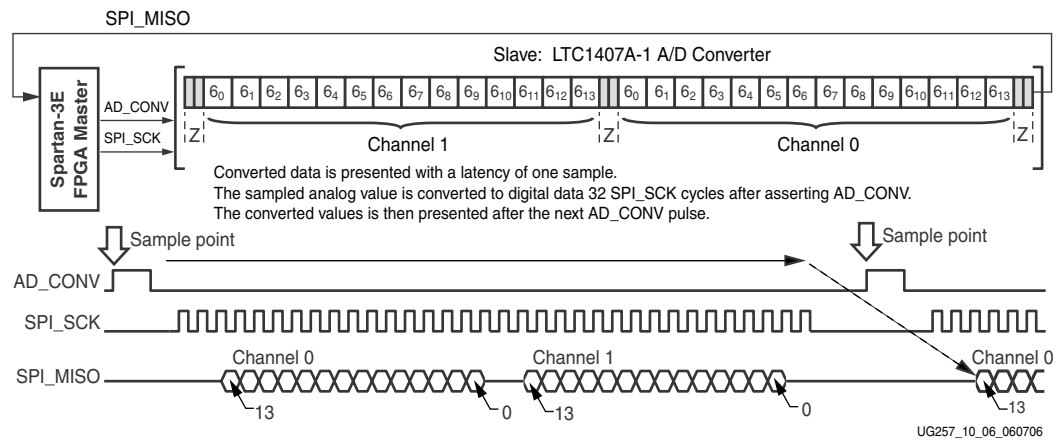 SPI_MISO
Slave: LTC1407A-1 A/D Converter
Spartan-3E
FPGA Master
AD_CONV
SPI_SCK
6₀ 6₁ 6₂ 6₃ 6₄ 6₅ 6₆ 6₇ 6₈ 6₉ 6₁₀ 6₁₁ 6₁₂ 6₁₃ 6₀ 6₁ 6₂ 6₃ 6₄ 6₅ 6₆ 6₇ 6₈ 6₉ 6₁₀ 6₁₁ 6₁₂ 6₁₃
Z Channel 1 Z Channel 0 Z
Converted data is presented with a latency of one sample.
The sampled analog value is converted to digital data 32 SPI_SCK cycles after asserting AD_CONV.
The converted values is then presented after the next AD_CONV pulse.
Sample point Sample point
AD_CONV
SPI_SCK
Channel 0 Channel 1 Channel 0
SPI_MISO
13 0 13 0 13
UG257_10_06_060706